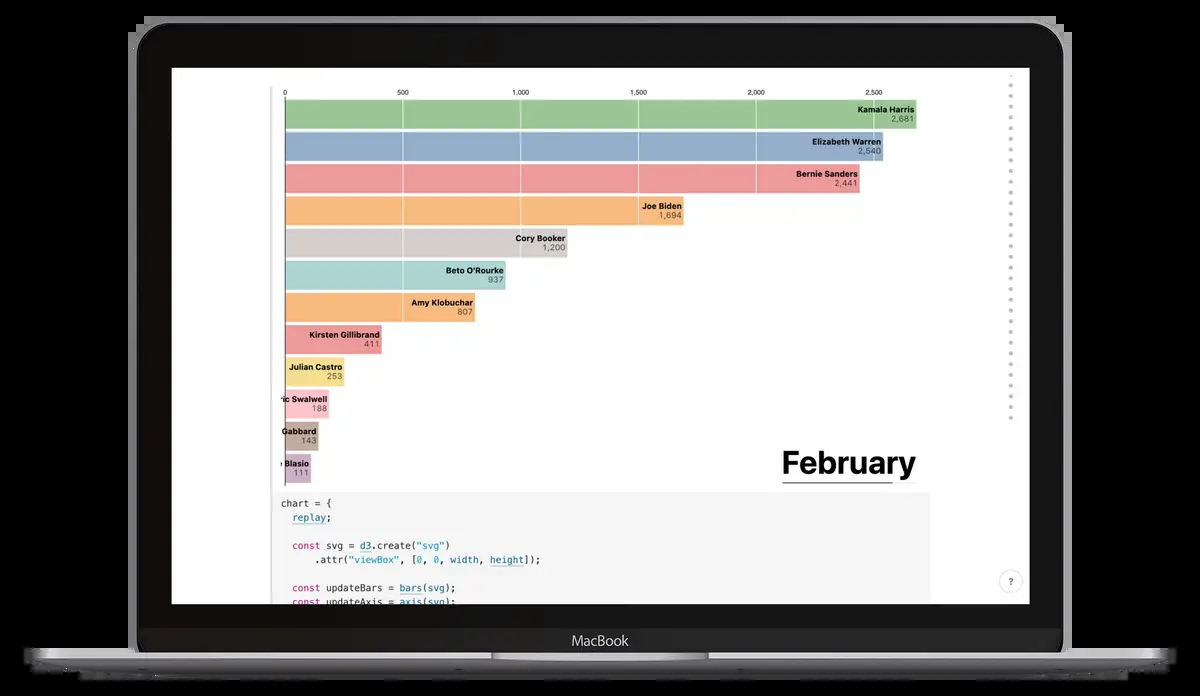 0 500 1,000 1,500 2,000 2,500
Kamala Harris
2,681
Elizabeth Warren
2,540
Bernie Sanders
2,441
Joe Biden
1,694
Cory Booker
1,200
Beto O'Rourke
937
Amy Klobuchar
807
Kirsten Gillibrand
411
Julian Castro
253
ric Swalwell
188
Gabbard
143
Blasio
111
February
chart = {
replay;
const svg = d3.create("svg")
.attr("viewBox", [0, 0, width, height]);
const updateBars = bars(svg);
const updateAxis = axis(svg);
?
MacBook